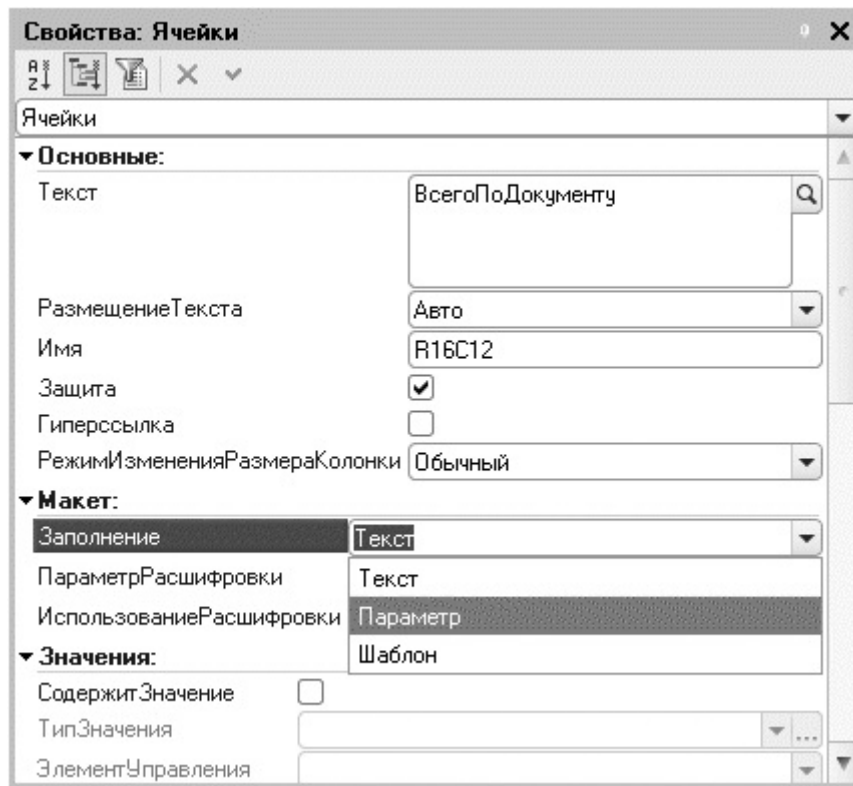 Свойства: Ячейки
Ячейки
Основные:
Текст ВсегоПоДокументу
РазмещениеТекста Авто
Имя R16C12
Защита
Гиперссылка
РежимИзмененияРазмераКолонки Обычный
Макет:
Заполнение Текст
ПараметрРасшифровки Текст
ИспользованиеРасшифровки Параметр
Значения: Шаблон
СодержитЗначение
ТипЗначения ...
ЭлементУправления